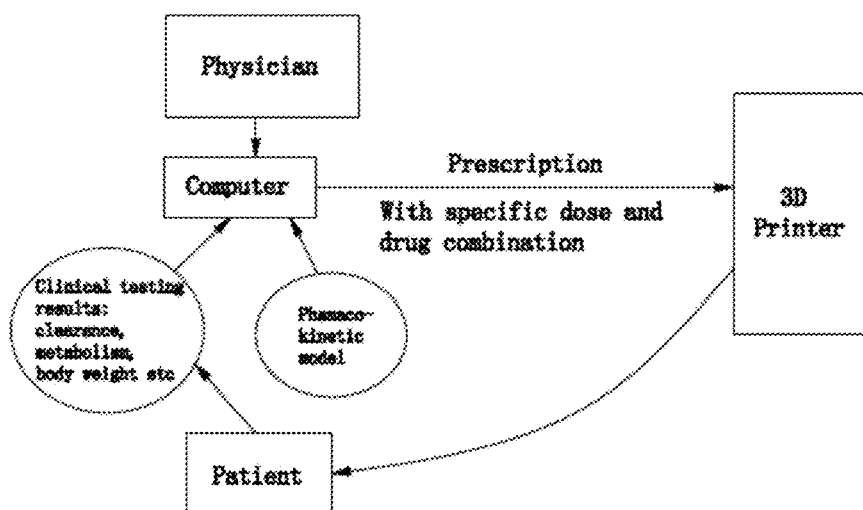 Physician
Computer
Prescription
With specific dose and
drug combination
3D
Printer
Clinical testing
results:
clearance,
metabolism,
body weight etc
Phamaco-
kinetic
model
Patient